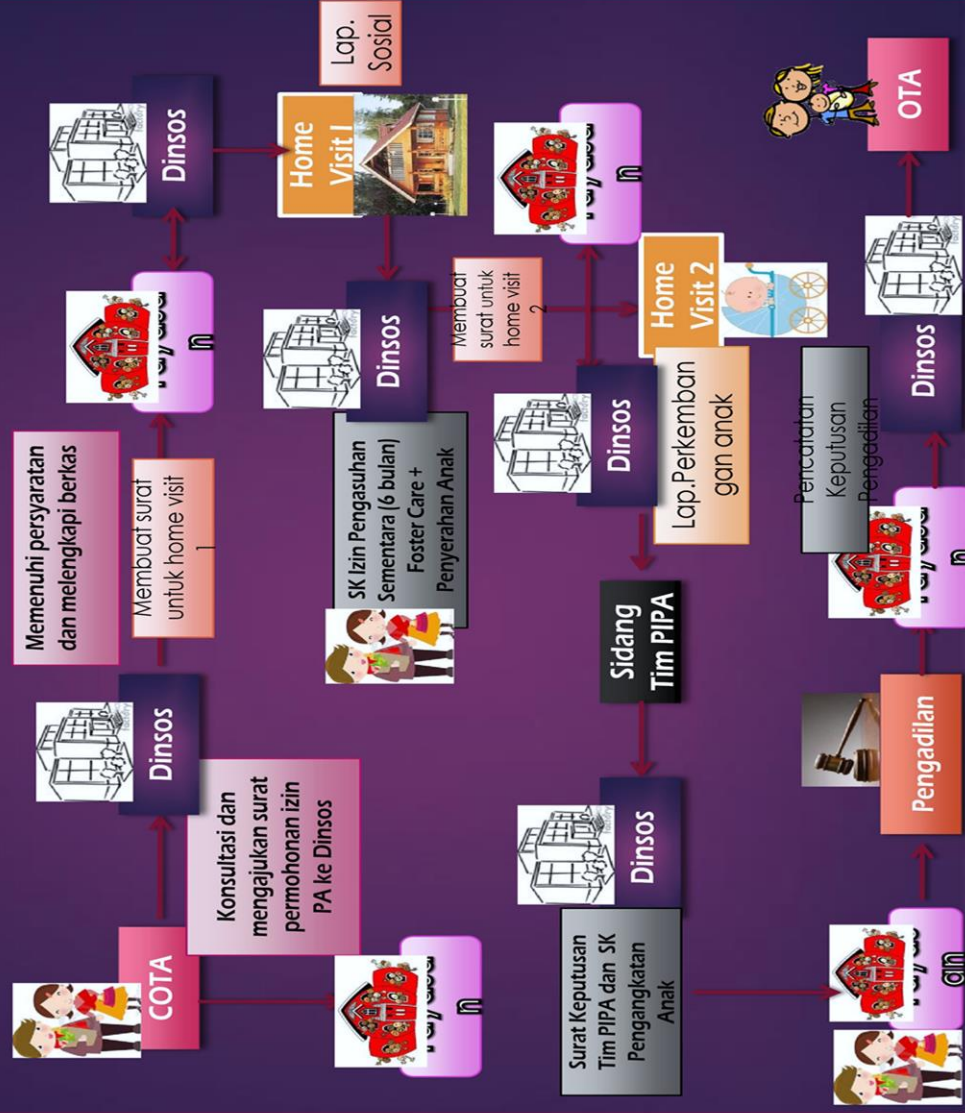 COTA
Konsultasi dan
mengajukan surat
permohonan izin
PA ke Dinsos
n
Dinsos
Memenuhi persyaratan
dan melengkapi berkas
Membuat surat
untuk home visit
1
n
Dinsos
Home
Visit I
Lap.
Sosial
Dinsos
SK Izin Pengasuhan
Sementara (6 bulan)
Foster Care +
Penyerahan Anak
Membuat
surat untuk
home visit
2
Home
Visit 2
n
Dinsos
Lap.Perkemban
gan anak
Sidang
Tim PIPA
Dinsos
Surat Keputusan
Tim PIPA dan SK
Pengangkatan
Anak
an
Pengadilan
n
Pencatatan
Keputusan
Pengadilan
Dinsos
OTA